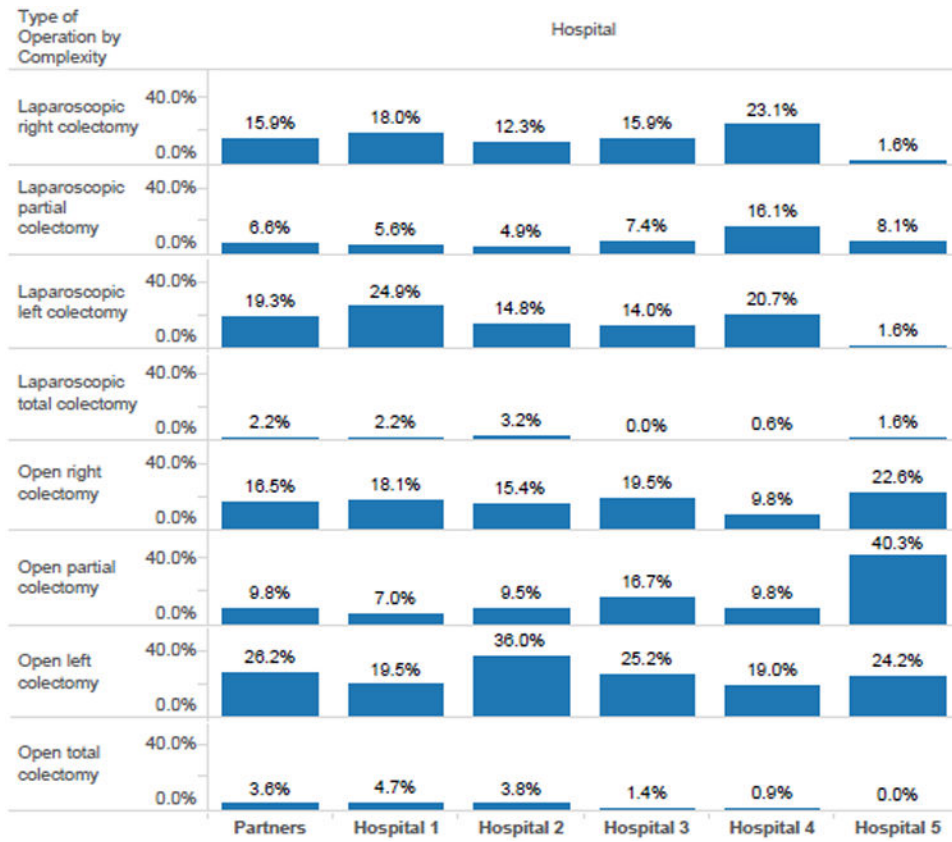 Type of
Operation by
Complexity
Hospital
Laparoscopic
right colectomy
40.0%
0.0%
15.9%
18.0%
12.3%
15.9%
23.1%
1.6%
Laparoscopic
partial
colectomy
40.0%
0.0%
6.6%
5.6%
4.9%
7.4%
16.1%
8.1%
Laparoscopic
left colectomy
40.0%
0.0%
19.3%
24.9%
14.8%
14.0%
20.7%
1.6%
Laparoscopic
total colectomy
40.0%
0.0%
2.2%
2.2%
3.2%
0.0%
0.6%
1.6%
Open right
colectomy
40.0%
0.0%
16.5%
18.1%
15.4%
19.5%
9.8%
22.6%
Open partial
colectomy
40.0%
0.0%
9.8%
7.0%
9.5%
16.7%
9.8%
40.3%
Open left
colectomy
40.0%
0.0%
26.2%
19.5%
36.0%
25.2%
19.0%
24.2%
Open total
colectomy
40.0%
0.0%
3.6%
4.7%
3.8%
1.4%
0.9%
0.0%
Partners
Hospital 1
Hospital 2
Hospital 3
Hospital 4
Hospital 5